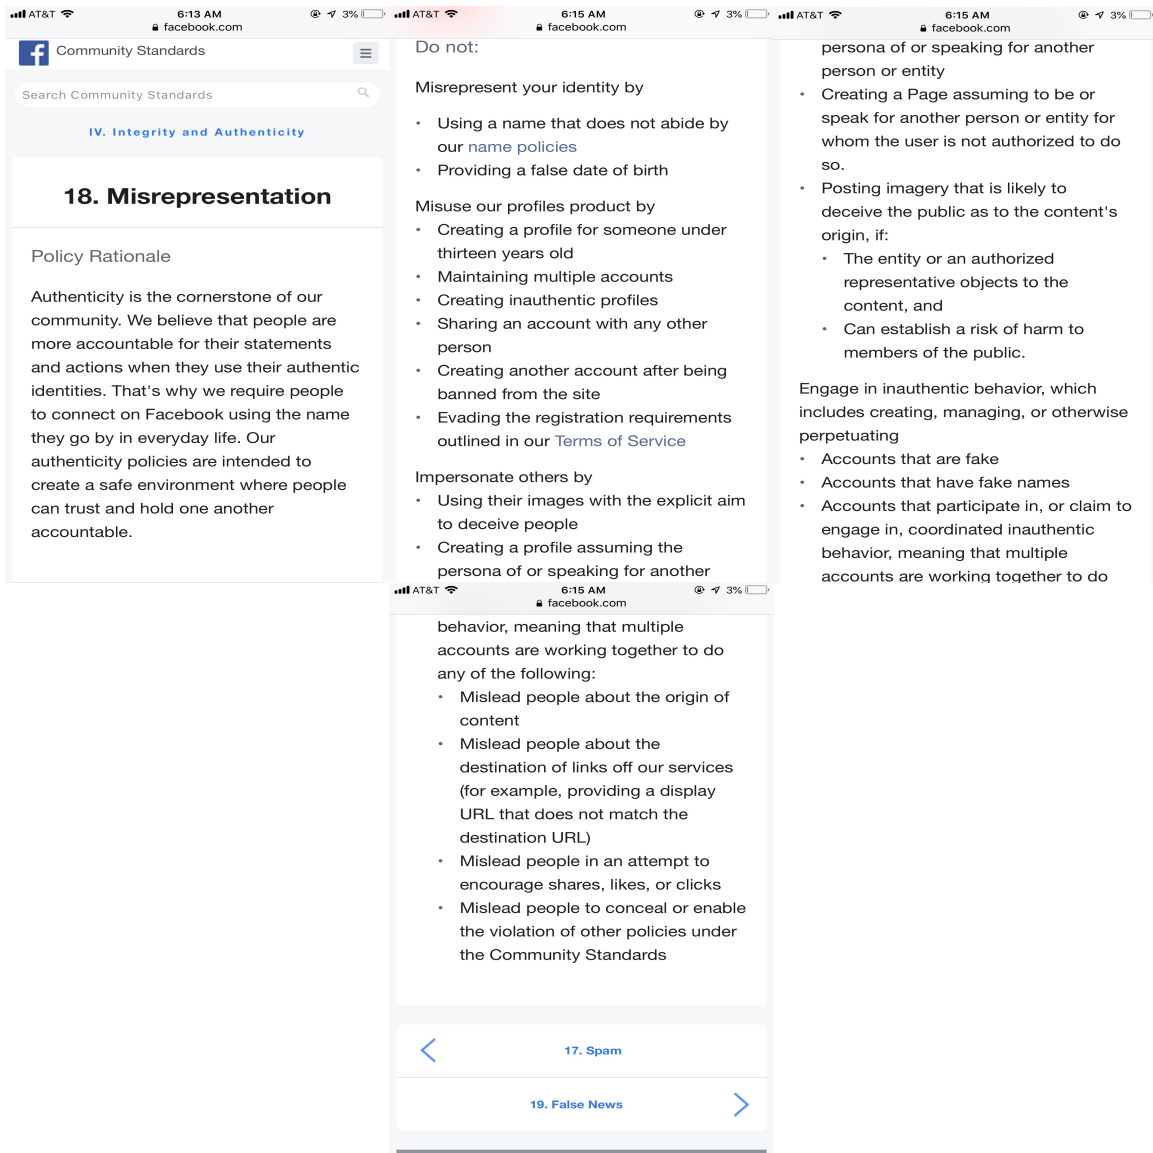 AT&T 6:13 AM 3%
facebook.com
Community Standards
Search Community Standards
IV. Integrity and Authenticity
18. Misrepresentation
Policy Rationale
Authenticity is the cornerstone of our
community. We believe that people are
more accountable for their statements
and actions when they use their authentic
identities. That's why we require people
to connect on Facebook using the name
they go by in everyday life. Our
authenticity policies are intended to
create a safe environment where people
can trust and hold one another
accountable.
AT&T 6:15 AM 3%
facebook.com
Do not:
Misrepresent your identity by
• Using a name that does not abide by
our name policies
• Providing a false date of birth
Misuse our profiles product by
• Creating a profile for someone under
thirteen years old
• Maintaining multiple accounts
• Creating inauthentic profiles
• Sharing an account with any other
person
• Creating another account after being
banned from the site
• Evading the registration requirements
outlined in our Terms of Service
Impersonate others by
• Using their images with the explicit aim
to deceive people
• Creating a profile assuming the
persona of or speaking for another
AT&T 6:15 AM 3%
facebook.com
persona of or speaking for another
person or entity
• Creating a Page assuming to be or
speak for another person or entity for
whom the user is not authorized to do
so.
• Posting imagery that is likely to
deceive the public as to the content's
origin, if:
• The entity or an authorized
representative objects to the
content, and
• Can establish a risk of harm to
members of the public.
Engage in inauthentic behavior, which
includes creating, managing, or otherwise
perpetuating
• Accounts that are fake
• Accounts that have fake names
• Accounts that participate in, or claim to
engage in, coordinated inauthentic
behavior, meaning that multiple
accounts are working together to do
AT&T 6:15 AM 3%
facebook.com
behavior, meaning that multiple
accounts are working together to do
any of the following:
• Mislead people about the origin of
content
• Mislead people about the
destination of links off our services
(for example, providing a display
URL that does not match the
destination URL)
• Mislead people in an attempt to
encourage shares, likes, or clicks
• Mislead people to conceal or enable
the violation of other policies under
the Community Standards
17. Spam
19. False News